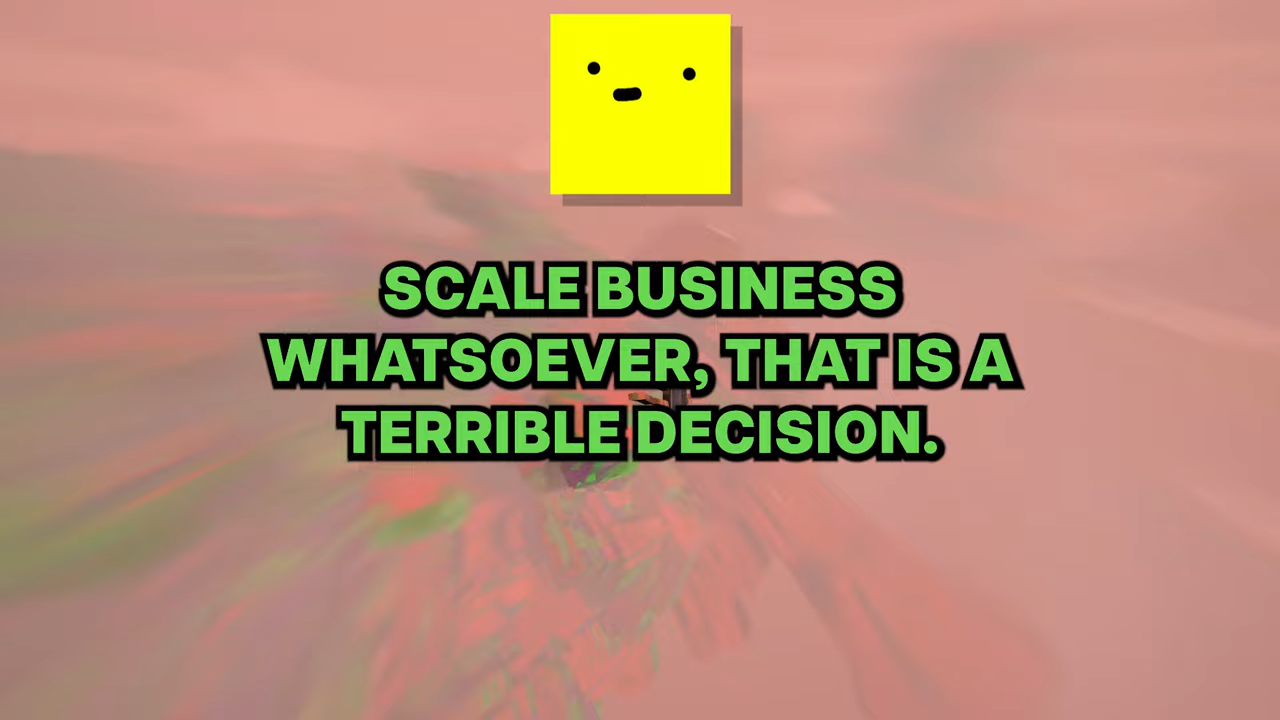 SCALE BUSINESS
WHATSOEVER, THAT IS A
TERRIBLE DECISION.